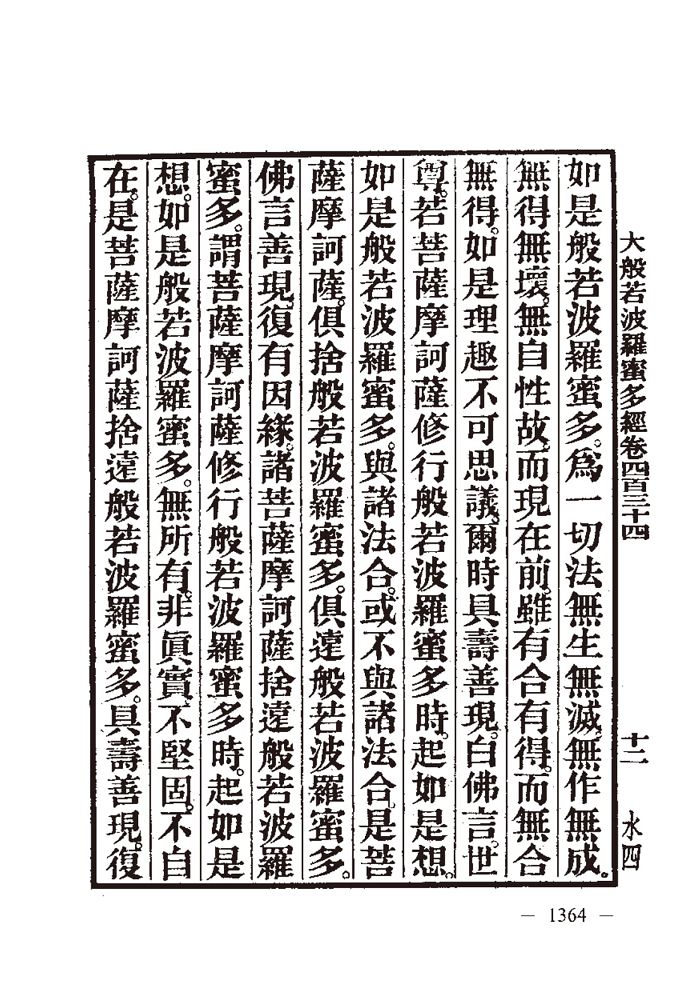 大般若波羅蜜多經卷四百三十四 十二 水四
如是般若波羅蜜多。爲一切法無生無滅。無作無成。
無得無壞。無自性故。而現在前。雖有合有得。而無合
無得。如是理趣不可思議。爾時具壽善現。白佛言。世
尊。若菩薩摩訶薩修行般若波羅蜜多時。起如是想。
如是般若波羅蜜多。與諸法合。或不與諸法合。是菩
薩摩訶薩。俱捨般若波羅蜜多。俱遠般若波羅蜜多。
佛言善現。復有因緣。諸菩薩摩訶薩捨遠般若波羅
蜜多。謂菩薩摩訶薩修行般若波羅蜜多時。起如是
想。如是般若波羅蜜多。無所有。非眞實。不堅固。不自
在。是菩薩摩訶薩捨遠般若波羅蜜多。具壽善現。復
— 1364 —